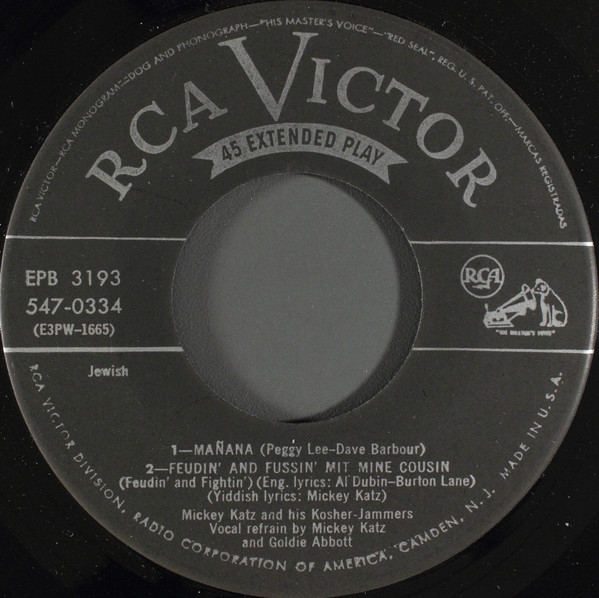 RCA VICTOR—RCA MONOGRAM—DOG AND PHONOGRAPH—"HIS MASTER'S VOICE"—"RED SEAL", REG. U. S. PAT. OFF.—MARCAS REGISTRADAS
RCA VICTOR
45 EXTENDED PLAY
EPB 3193
547-0334
(E3PW-1665)
RCA
"HIS MASTER'S VOICE"
Jewish
1—MAÑANA (Peggy Lee–Dave Barbour)
2—FEUDIN' AND FUSSIN' MIT MINE COUSIN
(Feudin' and Fightin') (Eng. lyrics: Al Dubin–Burton Lane)
(Yiddish lyrics: Mickey Katz)
Mickey Katz and his Kosher-Jammers
Vocal refrain by Mickey Katz
and Goldie Abbott
RCA VICTOR DIVISION, RADIO CORPORATION OF AMERICA, CAMDEN, N. J. MADE IN U. S. A.